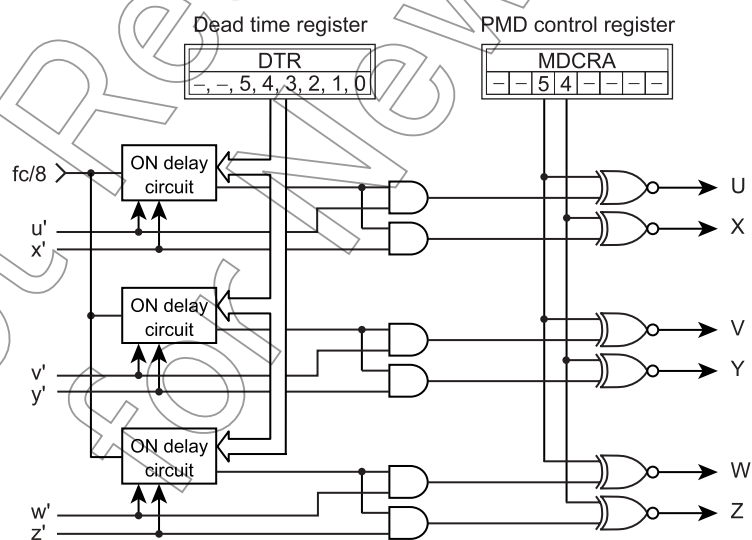 Dead time register
PMD control register
DTR
–, –, 5, 4, 3, 2, 1, 0
MDCRA
– – 5 4 – – – –
fc/8
ON delay
circuit
u'
x'
U
X
ON delay
circuit
v'
y'
V
Y
ON delay
circuit
w'
z'
W
Z